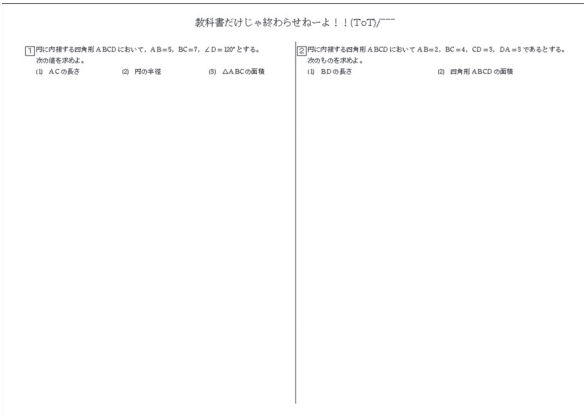 教科書だけじゃ終わらせねーよ！！(ToT)/~~~
1 円に内接する四角形ABCDにおいて，AB=5，BC=7，∠D=120°とする。
次の値を求めよ。
(1) ACの長さ (2) 円の半径 (3) △ABCの面積
2 円に内接する四角形ABCDにおいてAB=2，BC=4，CD=3，DA=3であるとする。
次のものを求めよ。
(1) BDの長さ (2) 四角形ABCDの面積